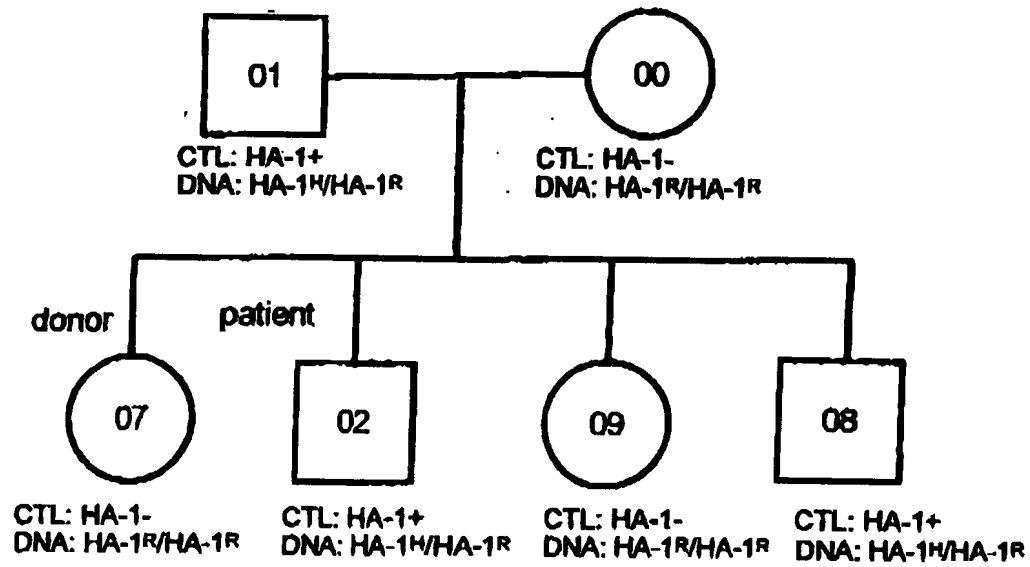 01
00
CTL: HA-1+
DNA: HA-1ᴴ/HA-1ᴿ
CTL: HA-1-
DNA: HA-1ᴿ/HA-1ᴿ
donor
patient
07
02
09
08
CTL: HA-1-
DNA: HA-1ᴿ/HA-1ᴿ
CTL: HA-1+
DNA: HA-1ᴴ/HA-1ᴿ
CTL: HA-1-
DNA: HA-1ᴿ/HA-1ᴿ
CTL: HA-1+
DNA: HA-1ᴴ/HA-1ᴿ